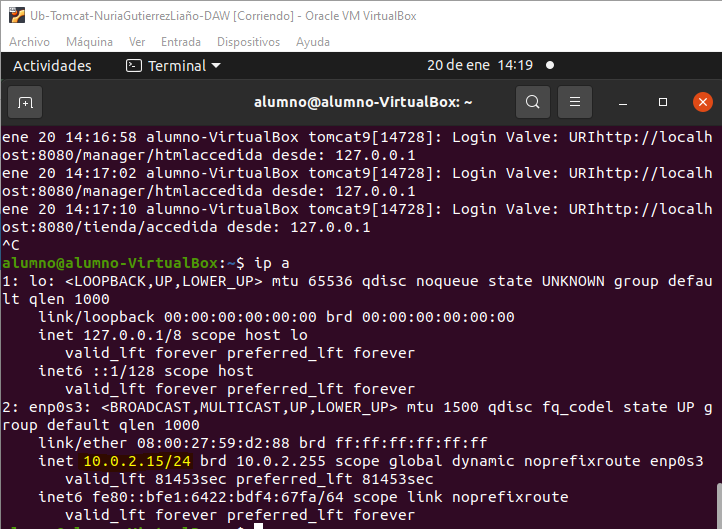 Ub-Tomcat-NuriaGutierrezLiaño-DAW [Corriendo] - Oracle VM VirtualBox
Archivo Máquina Ver Entrada Dispositivos Ayuda
Actividades Terminal 20 de ene 14:19
alumno@alumno-VirtualBox: ~
ene 20 14:16:58 alumno-VirtualBox tomcat9[14728]: Login Valve: URIhttp://localh
ost:8080/manager/htmlaccedida desde: 127.0.0.1
ene 20 14:17:02 alumno-VirtualBox tomcat9[14728]: Login Valve: URIhttp://localh
ost:8080/manager/htmlaccedida desde: 127.0.0.1
ene 20 14:17:10 alumno-VirtualBox tomcat9[14728]: Login Valve: URIhttp://localh
ost:8080/tienda/accedida desde: 127.0.0.1
^C
alumno@alumno-VirtualBox:~$ ip a
1: lo: <LOOPBACK,UP,LOWER_UP> mtu 65536 qdisc noqueue state UNKNOWN group defau
lt qlen 1000
link/loopback 00:00:00:00:00:00 brd 00:00:00:00:00:00
inet 127.0.0.1/8 scope host lo
valid_lft forever preferred_lft forever
inet6 ::1/128 scope host
valid_lft forever preferred_lft forever
2: enp0s3: <BROADCAST,MULTICAST,UP,LOWER_UP> mtu 1500 qdisc fq_codel state UP g
roup default qlen 1000
link/ether 08:00:27:59:d2:88 brd ff:ff:ff:ff:ff:ff
inet 10.0.2.15/24 brd 10.0.2.255 scope global dynamic noprefixroute enp0s3
valid_lft 81453sec preferred_lft 81453sec
inet6 fe80::bfe1:6422:bdf4:67fa/64 scope link noprefixroute
valid_lft forever preferred_lft forever
alumno@alumno-VirtualBox:~$